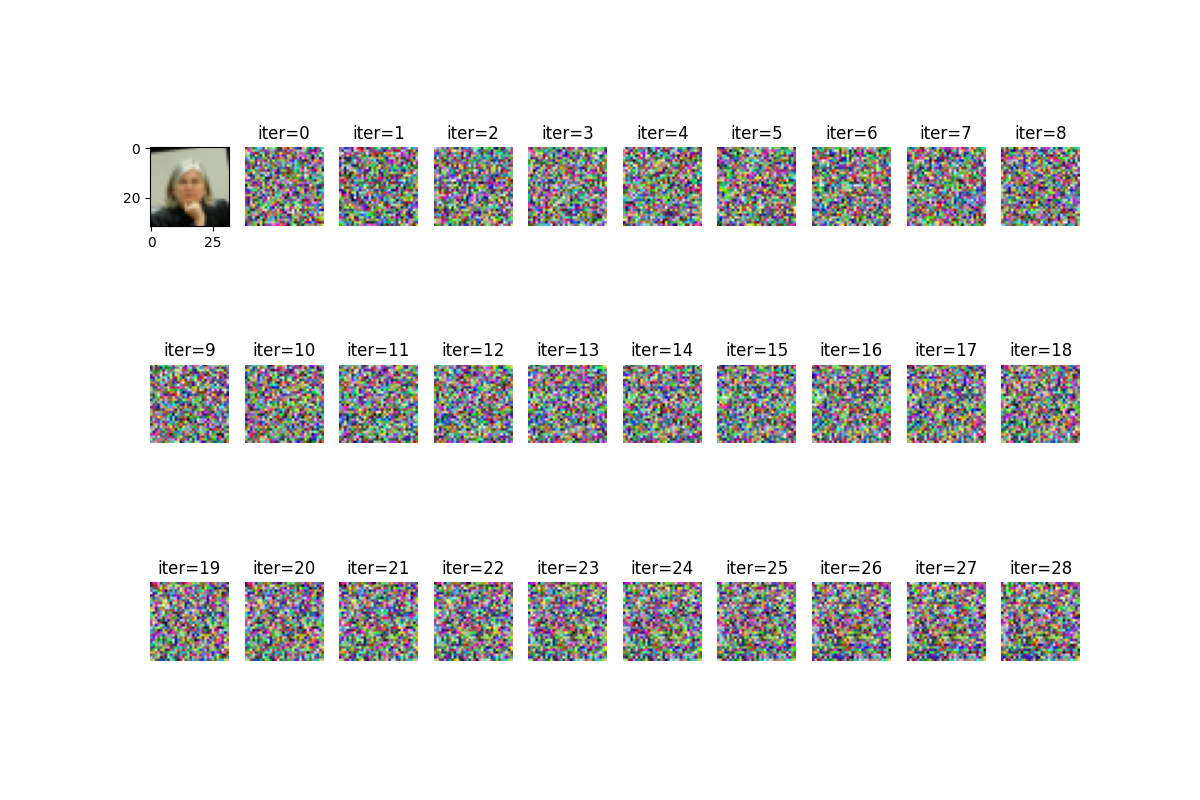 iter=0 iter=1 iter=2 iter=3 iter=4 iter=5 iter=6 iter=7 iter=8
0
20
0 25
iter=9 iter=10 iter=11 iter=12 iter=13 iter=14 iter=15 iter=16 iter=17 iter=18
iter=19 iter=20 iter=21 iter=22 iter=23 iter=24 iter=25 iter=26 iter=27 iter=28